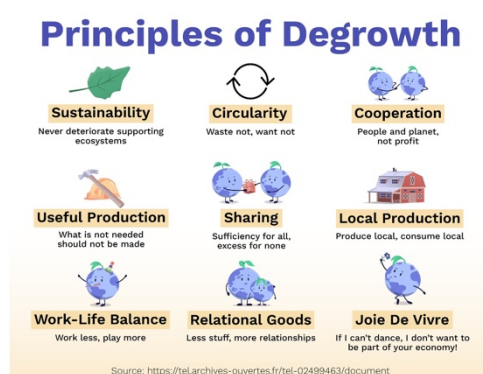 Principles of Degrowth
Sustainability
Never deteriorate supporting
ecosystems
Circularity
Waste not, want not
Cooperation
People and planet,
not profit
Useful Production
What is not needed
should not be made
Sharing
Sufficiency for all,
excess for none
Local Production
Produce local, consume local
Work-Life Balance
Work less, play more
Relational Goods
Less stuff, more relationships
Joie De Vivre
If I can't dance, I don't want to
be part of your economy!
Source: https://tel.archives-ouvertes.fr/tel-02499463/document